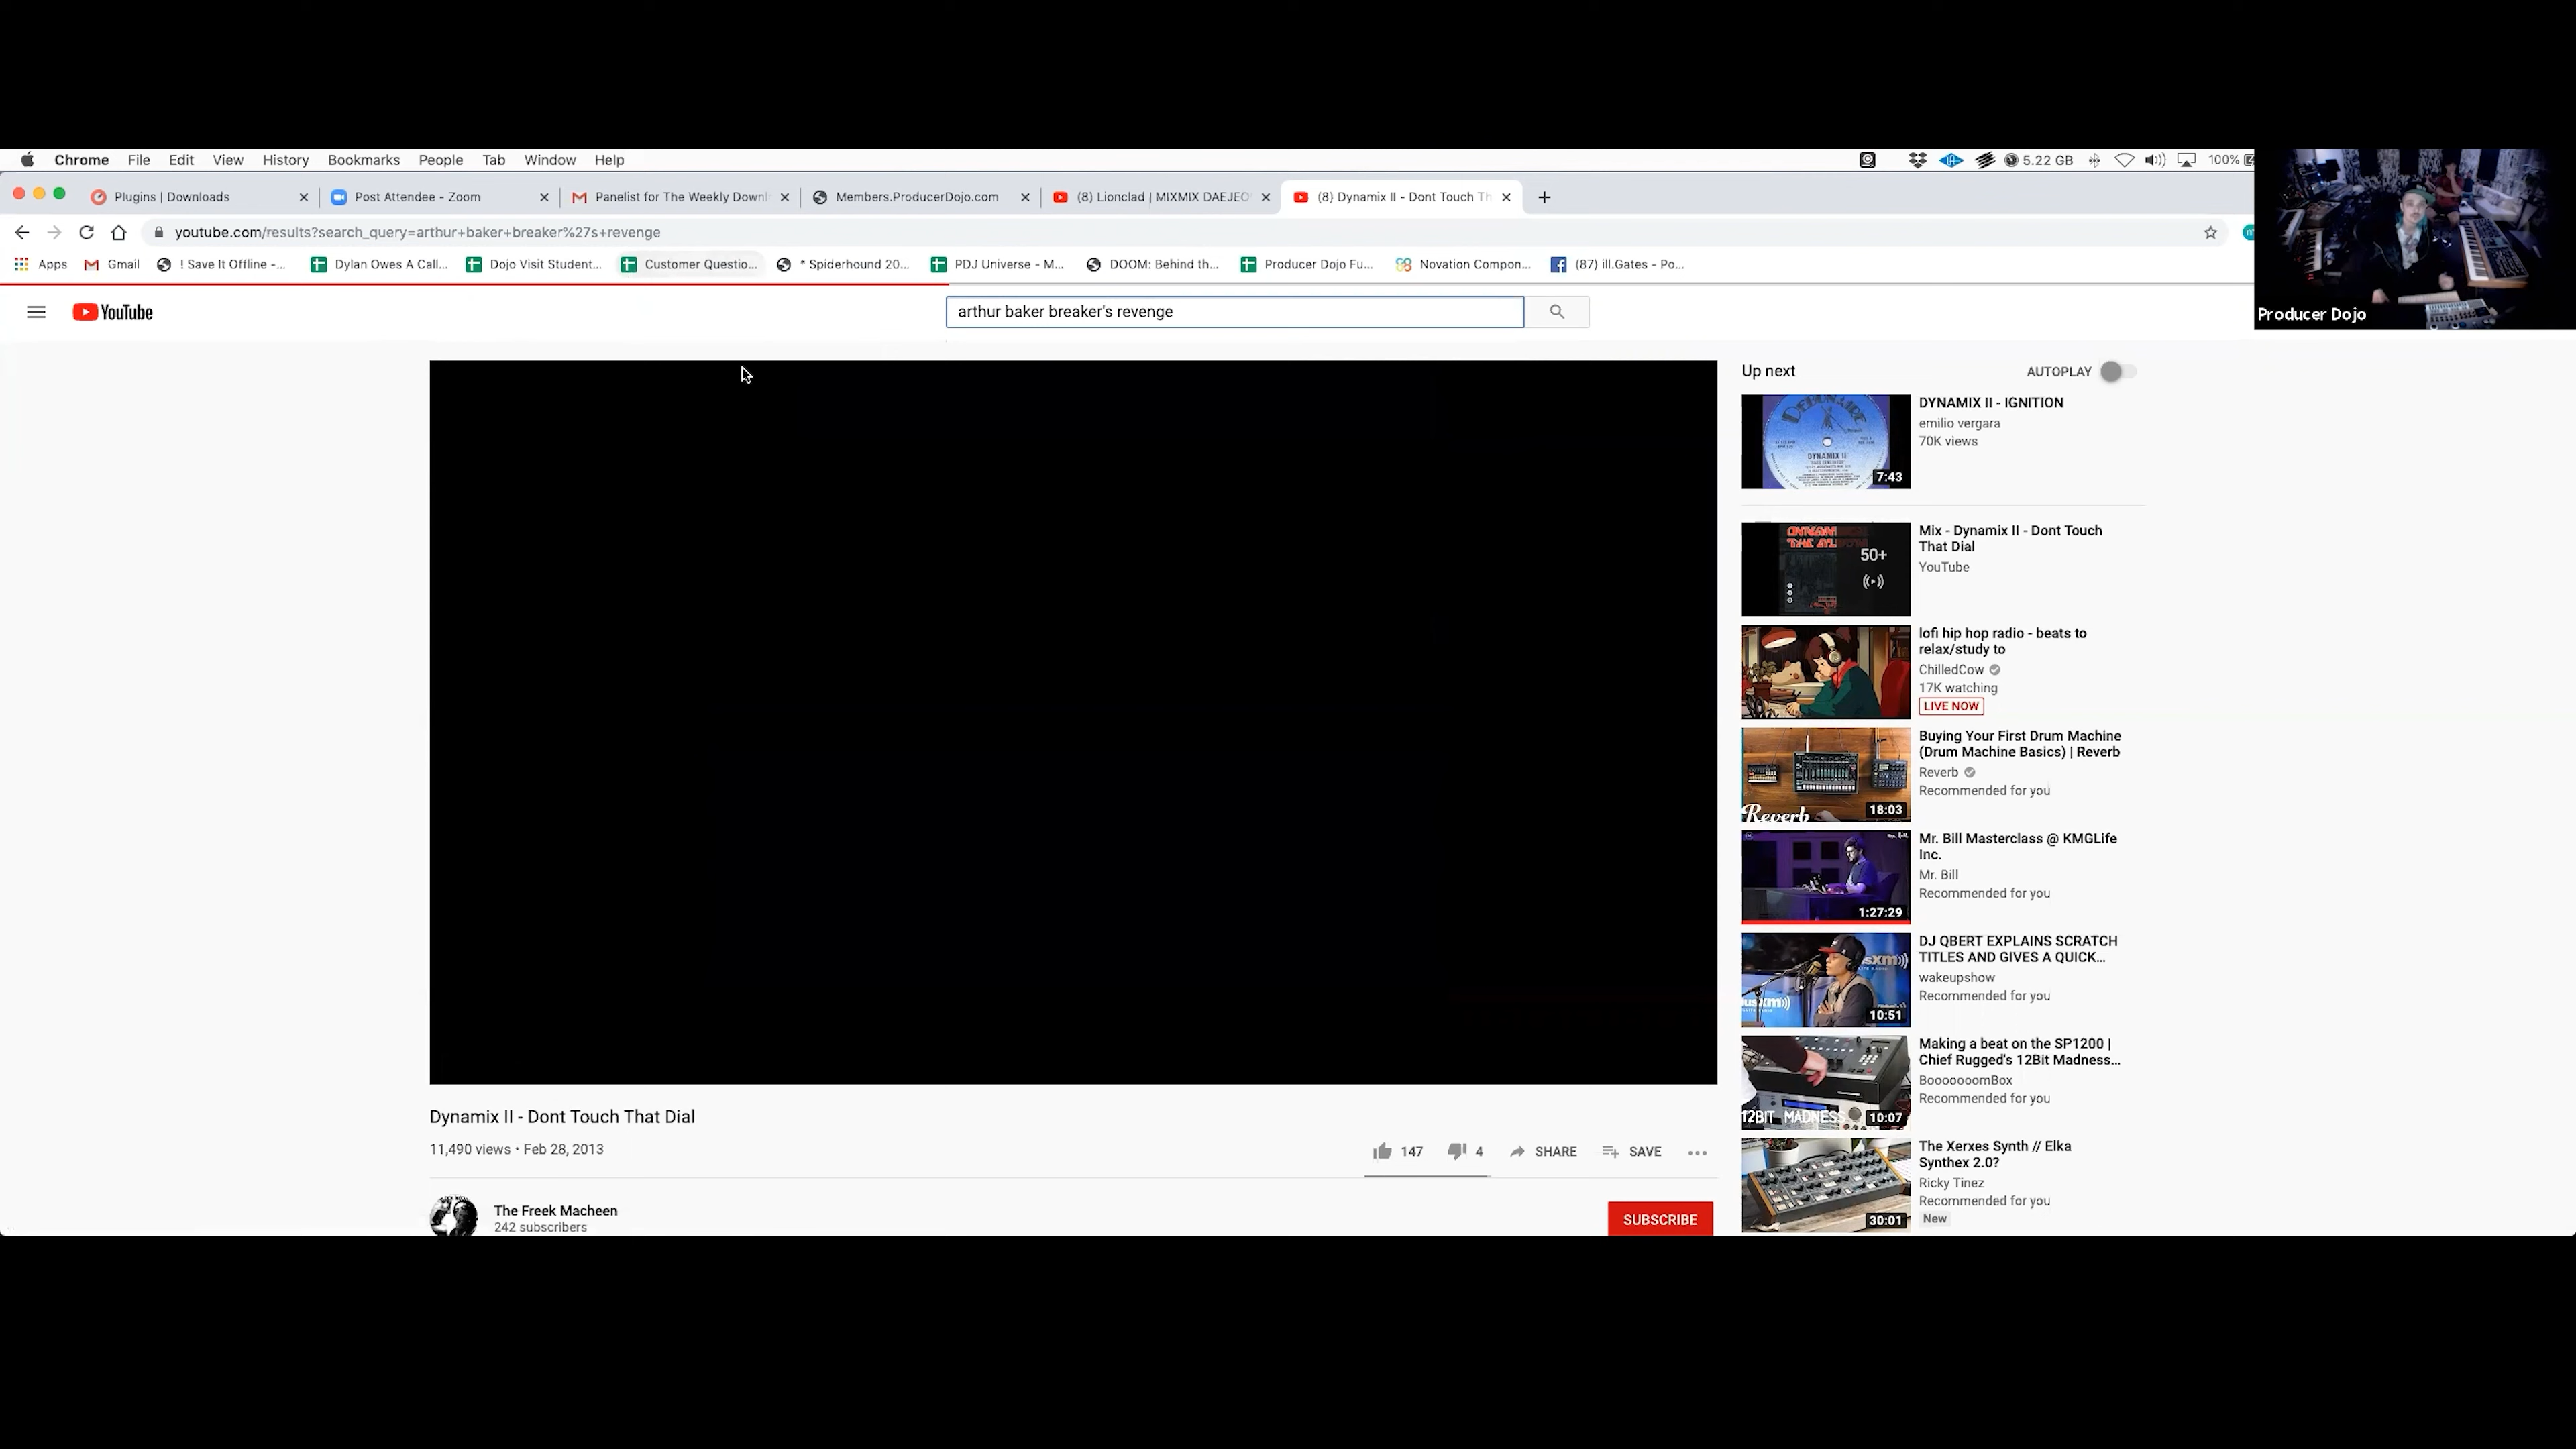 Chrome File Edit View History Bookmarks People Tab Window Help 5.22 GB 100%
Plugins | Downloads Post Attendee - Zoom Panelist for The Weekly Downl Members.ProducerDojo.com (8) Lionclad | MIXMIX DAEJEO (8) Dynamix II - Dont Touch Th
youtube.com/results?search_query=arthur+baker+breaker%27s+revenge
Apps Gmail ! Save It Offline -... Dylan Owes A Call... Dojo Visit Student... Customer Questio... * Spiderhound 20... PDJ Universe - M... DOOM: Behind th... Producer Dojo Fu... Novation Compon... (87) ill.Gates - Po...
Producer Dojo
YouTube
arthur baker breaker's revenge
Dynamix II - Dont Touch That Dial
11,490 views • Feb 28, 2013
147 4 SHARE SAVE
The Freek Macheen
242 subscribers
SUBSCRIBE
Up next AUTOPLAY
DYNAMIX II
7:43
DYNAMIX II - IGNITION
emilio vergara
70K views
50+
Mix - Dynamix II - Dont Touch
That Dial
YouTube
lofi hip hop radio - beats to
relax/study to
ChilledCow
17K watching
LIVE NOW
Reverb
18:03
Buying Your First Drum Machine
(Drum Machine Basics) | Reverb
Reverb
Recommended for you
1:27:29
Mr. Bill Masterclass @ KMGLife
Inc.
Mr. Bill
Recommended for you
10:51
DJ QBERT EXPLAINS SCRATCH
TITLES AND GIVES A QUICK...
wakeupshow
Recommended for you
12BIT MADNESS
10:07
Making a beat on the SP1200 |
Chief Rugged's 12Bit Madness...
BooooooomBox
Recommended for you
30:01
The Xerxes Synth // Elka
Synthex 2.0?
Ricky Tinez
Recommended for you
New